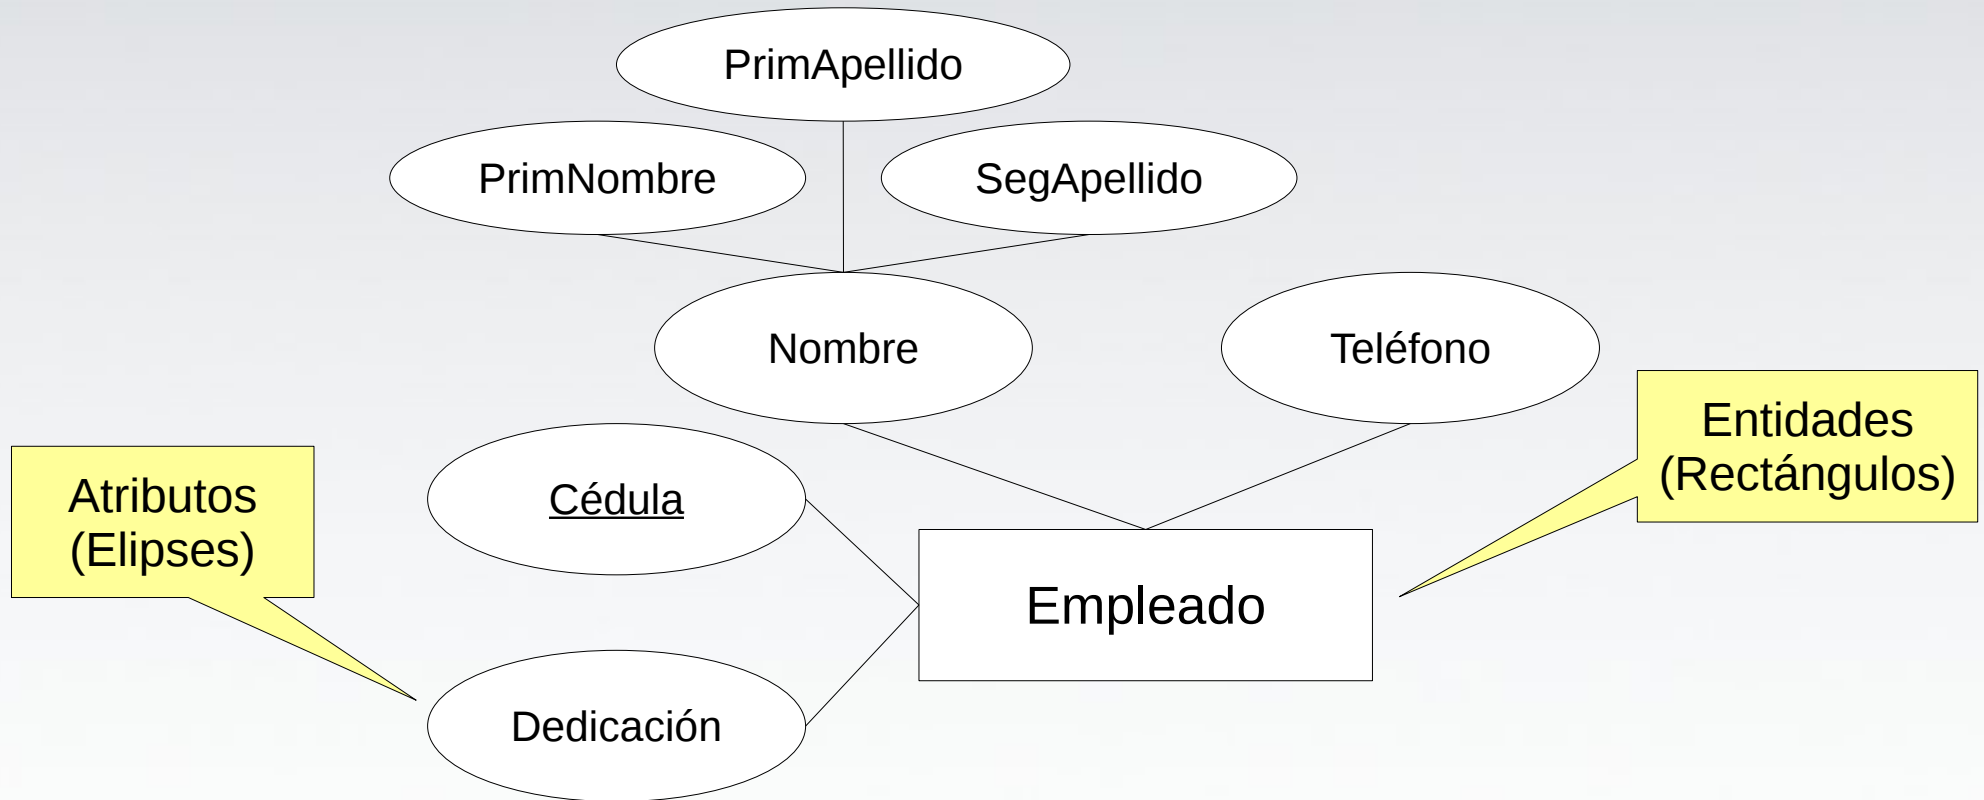 PrimApellido
PrimNombre
SegApellido
Nombre
Teléfono
Entidades
(Rectángulos)
Atributos
(Elipses)
Cédula
Empleado
Dedicación